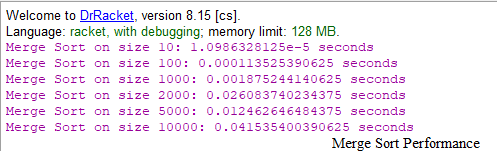 Welcome to DrRacket, version 8.15 [cs].
Language: racket, with debugging; memory limit: 128 MB.
Merge Sort on size 10: 1.0986328125e-5 seconds
Merge Sort on size 100: 0.000113525390625 seconds
Merge Sort on size 1000: 0.001875244140625 seconds
Merge Sort on size 2000: 0.026083740234375 seconds
Merge Sort on size 5000: 0.012462646484375 seconds
Merge Sort on size 10000: 0.041535400390625 seconds
Merge Sort Performance